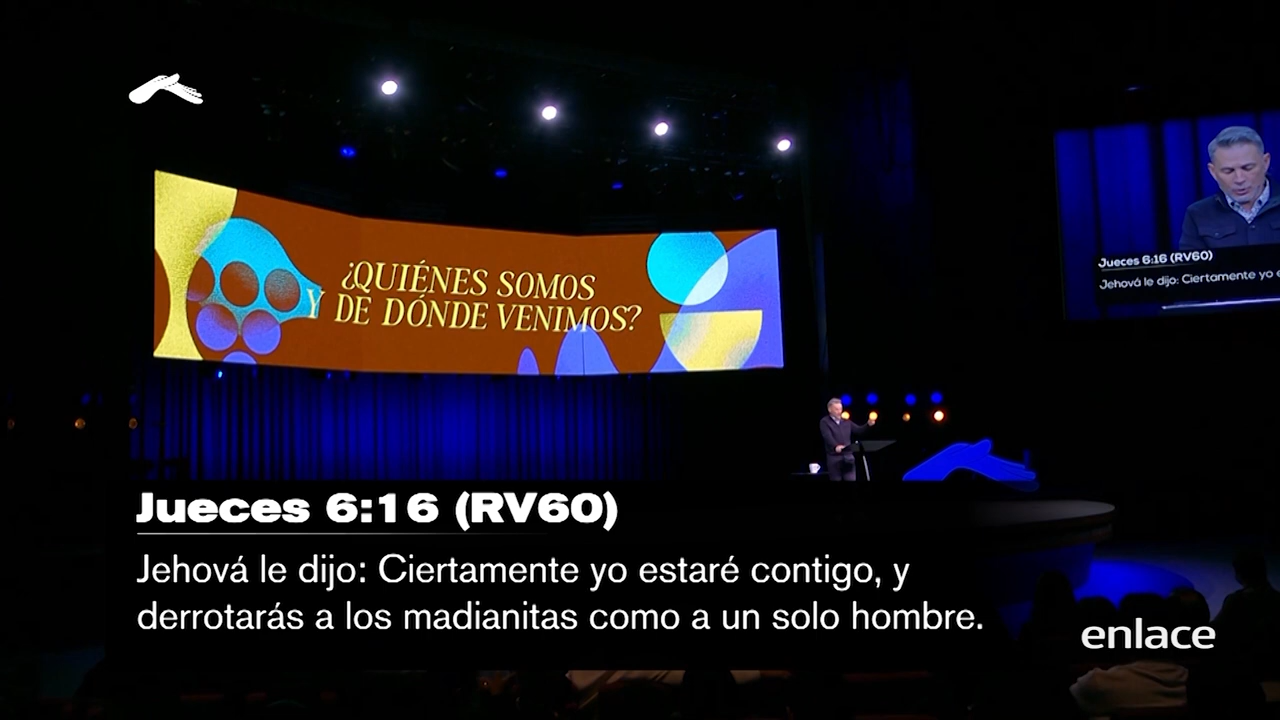 ¿QUIÉNES SOMOS
Y DE DÓNDE VENIMOS?
Jueces 6:16 (RV60)
Jehová le dijo: Ciertamente yo e
Jueces 6:16 (RV60)
Jehová le dijo: Ciertamente yo estaré contigo, y
derrotarás a los madianitas como a un solo hombre.
enlace